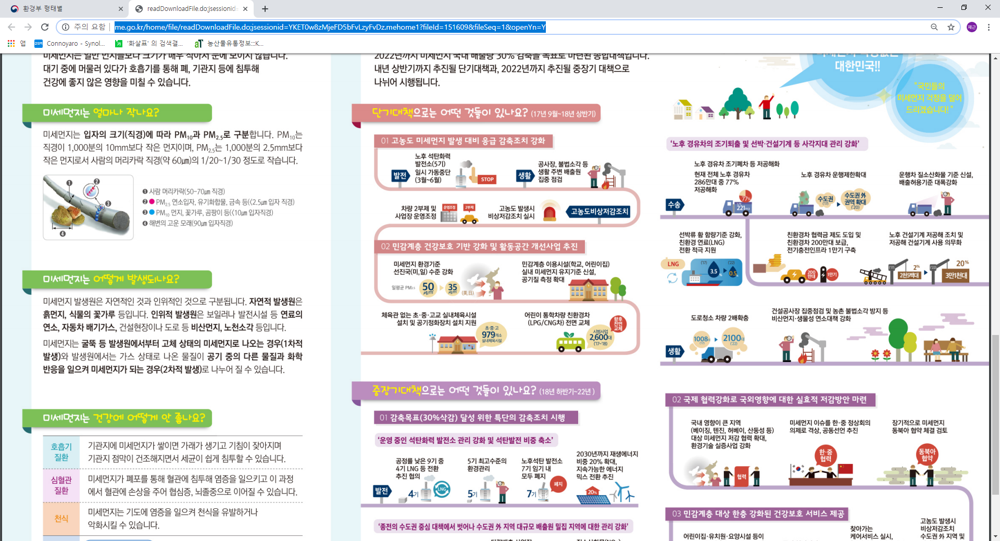 환경부 형태별
readDownloadFile.do;jsessionid=
주의 요함
me.go.kr/home/file/readDownloadFile.do;jsessionid=YKET0w8zMjeFD5bFvLzyFvDz.mehome1?fileId=151609&fileSeq=1&openYn=Y
재근
앱
DSM
Connoyaro - Synol...
'화살표' 의 검색결...
aT
농산물유통정보:::K...
미세먼지는 일반 먼지들보다 크기가 매우 작아서 눈에 보이지 않습니다.
대기 중에 머물러 있다가 호흡기를 통해 폐, 기관지 등에 침투해
건강에 좋지 않은 영향을 미칠 수 있습니다.
미세먼지는 얼마나 작나요?
미세먼지는 입자의 크기(직경)에 따라 PM10과 PM2.5로 구분합니다. PM10는
직경이 1,000분의 10mm보다 작은 먼지이며, PM2.5는 1,000분의 2.5mm보다
작은 먼지로서 사람의 머리카락 직경(약 60㎛)의 1/20~1/30 정도로 작습니다.
❶ 사람 머리카락(50-70㎛ 직경)
❷ PM2.5 연소입자, 유기화합물, 금속 등(<2.5㎛ 입자 직경)
❸ PM10 먼지, 꽃가루, 곰팡이 등(<10㎛ 입자직경)
❹ 해변의 고운 모래(90㎛ 입자직경)
미세먼지는 어떻게 발생되나요?
미세먼지 발생원은 자연적인 것과 인위적인 것으로 구분됩니다. 자연적 발생원은
흙먼지, 식물의 꽃가루 등입니다. 인위적 발생원은 보일러나 발전시설 등 연료의
연소, 자동차 배기가스, 건설현장이나 도로 등 비산먼지, 노천소각 등입니다.
미세먼지는 굴뚝 등 발생원에서부터 고체 상태의 미세먼지로 나오는 경우(1차적
발생)와 발생원에서는 가스 상태로 나온 물질이 공기 중의 다른 물질과 화학
반응을 일으켜 미세먼지가 되는 경우(2차적 발생)로 나누어 질 수 있습니다.
미세먼지는 건강에 어떻게 안 좋나요?
호흡기
질환
기관지에 미세먼지가 쌓이면 가래가 생기고 기침이 잦아지며
기관지 점막이 건조해지면서 세균이 쉽게 침투할 수 있습니다.
심혈관
질환
미세먼지가 폐포를 통해 혈관에 침투해 염증을 일으키고 이 과정
에서 혈관에 손상을 주어 협심증, 뇌졸중으로 이어질 수 있습니다.
천식
미세먼지는 기도에 염증을 일으켜 천식을 유발하거나
악화시킬 수 있습니다.
2022년까지 미세먼지 국내 배출량 30% 감축을 목표로 마련된 종합대책입니다.
내년 상반기까지 추진될 단기대책과, 2022년까지 추진될 중장기 대책으로
나뉘어 시행됩니다.
단기대책으로는 어떤 것들이 있나요? (17년 9월~18년 상반기)
01 고농도 미세먼지 발생 대비 응급 감축조치 강화
발전
노후 석탄화력
발전소(5기)
일시 가동중단
(3월~6월)
STOP
생활
공사장, 불법소각 등
생활 주변 배출원
집중 점검
차량 2부제 및
사업장 운영조정
운영조정
2부제
고농도 발생시
비상저감조치 실시
고농도비상저감조치
02 민감계층 건강보호 기반 강화 및 활동공간 개선사업 추진
미세먼지 환경기준
선진국(미,일) 수준 강화
일평균 PM2.5
50
㎍/㎥
35
㎍/㎥
(美日)
민감계층 이용시설(학교, 어린이집)
실내 미세먼지 유지기준 신설,
공기질 측정 확대
체육관 없는 초·중·고교 실내체육시설
설치 및 공기정화장치 설치 지원
초·중·고
979개소
실내체육시설
어린이 통학차량 친환경차
(LPG/CNG차) 전면 교체
시범사업
2,600대
('17~'18)
향후
전면
교체
중장기대책으로는 어떤 것들이 있나요? (18년 하반기~22년 )
01 감축목표(30%삭감) 달성 위한 특단의 감축조치 시행
'운영 중인 석탄화력 발전소 관리 강화 및 석탄발전 비중 축소'
발전
공정률 낮은 9기 중
4기 LNG 등 전환
추진 협의
4기
LNG
5기 최고수준의
환경관리
5기
노후석탄 발전소
7기 임기 내
모두 폐지
7기
폐지
2030년까지 재생에너지
비중 20% 확대,
지속가능한 에너지
믹스 전환 추진
20%
'종전의 수도권 중심 대책에서 벗어나 수도권 外 지역 대규모 배출원 밀집 지역에 대한 관리 강화'
대한민국!!
"국민들의
미세먼지 걱정을 덜어
드리겠습니다! "
'노후 경유차의 조기퇴출 및 선박·건설기계 등 사각지대 관리 강화'
수송
노후 경유차 조기폐차 등 저공해화
현재 전체 노후 경유차
286만대 중 77%
저공해화
77%
221만대
노후 경유차 운행제한확대
수도권
('17)
수도권 外
권역 확대
('20)
운행차 질소산화물 기준 신설,
배출허용기준 대폭강화
선박류 황 함량기준 강화,
친환경 연료(LNG)
전환 적극 지원
LNG
('17)
3.5%
('22)
0.5%
친환경차 협력금 제도 도입 및
친환경차 200만대 보급,
전기충전인프라 1만기 구축
200
만대
1만기
노후 건설기계 저공해 조치 및
저공해 건설기계 사용 의무화
('17)
2%
2천5백대
('22)
20%
3만1천대
생활
도로청소 차량 2배확충
1008대
('17)
2100대
('22)
건설공사장 집중점검 및 농촌 불법소각 방지 등
비산먼지·생물성 연소대책 강화
02 국제 협력강화로 국외영향에 대한 실효적 저감방안 마련
국내 영향이 큰 지역
(베이징, 텐진, 허베이, 산둥성 등)
대상 미세먼지 저감 협력 확대,
환경기술 실증사업 강화
협력
미세먼지 이슈를 한·중 정상회의
의제로 격상, 공동선언 추진
한·중
협력
장기적으로 미세먼지
동북아 협약 체결 검토
동북아
협약
03 민감계층 대상 한층 강화된 건강보호 서비스 제공
어린이집·유치원·요양시설 등이
찾아가는
케어서비스 실시,
고농도 발생시
비상저감조치
수도권 外 지역 및